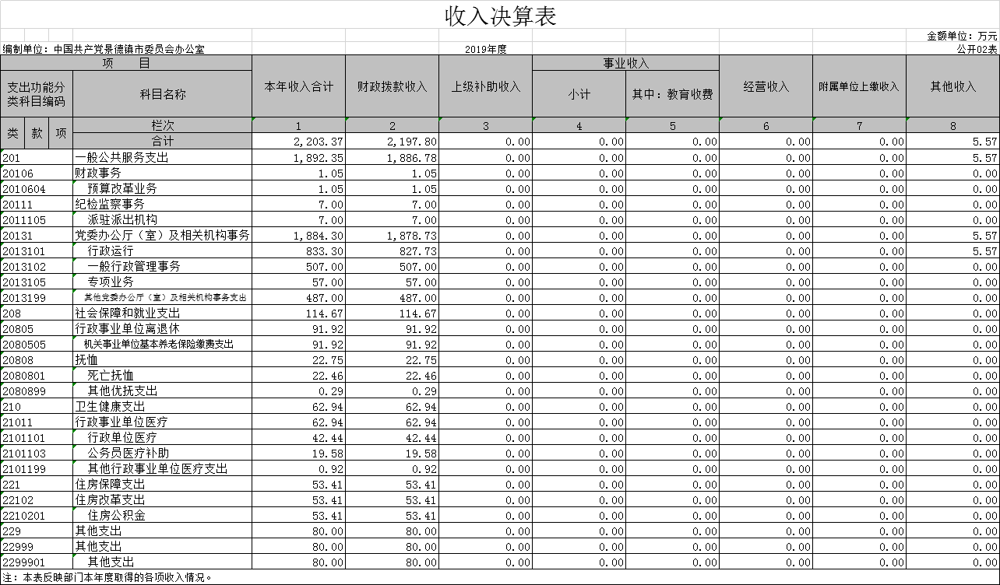 收入决算表
金额单位：万元
编制单位：中国共产党景德镇市委员会办公室 2019年度 公开02表
项 目 本年收入合计 财政拨款收入 上级补助收入 事业收入 经营收入 附属单位上缴收入 其他收入
支出功能分类科目编码 科目名称 小计 其中：教育收费
类 款 项 栏次 1 2 3 4 5 6 7 8
合计 2,203.37 2,197.80 0.00 0.00 0.00 0.00 0.00 5.57
201 一般公共服务支出 1,892.35 1,886.78 0.00 0.00 0.00 0.00 0.00 5.57
20106 财政事务 1.05 1.05 0.00 0.00 0.00 0.00 0.00 0.00
2010604 预算改革业务 1.05 1.05 0.00 0.00 0.00 0.00 0.00 0.00
20111 纪检监察事务 7.00 7.00 0.00 0.00 0.00 0.00 0.00 0.00
2011105 派驻派出机构 7.00 7.00 0.00 0.00 0.00 0.00 0.00 0.00
20131 党委办公厅（室）及相关机构事务 1,884.30 1,878.73 0.00 0.00 0.00 0.00 0.00 5.57
2013101 行政运行 833.30 827.73 0.00 0.00 0.00 0.00 0.00 5.57
2013102 一般行政管理事务 507.00 507.00 0.00 0.00 0.00 0.00 0.00 0.00
2013105 专项业务 57.00 57.00 0.00 0.00 0.00 0.00 0.00 0.00
2013199 其他党委办公厅（室）及相关机构事务支出 487.00 487.00 0.00 0.00 0.00 0.00 0.00 0.00
208 社会保障和就业支出 114.67 114.67 0.00 0.00 0.00 0.00 0.00 0.00
20805 行政事业单位离退休 91.92 91.92 0.00 0.00 0.00 0.00 0.00 0.00
2080505 机关事业单位基本养老保险缴费支出 91.92 91.92 0.00 0.00 0.00 0.00 0.00 0.00
20808 抚恤 22.75 22.75 0.00 0.00 0.00 0.00 0.00 0.00
2080801 死亡抚恤 22.46 22.46 0.00 0.00 0.00 0.00 0.00 0.00
2080899 其他优抚支出 0.29 0.29 0.00 0.00 0.00 0.00 0.00 0.00
210 卫生健康支出 62.94 62.94 0.00 0.00 0.00 0.00 0.00 0.00
21011 行政事业单位医疗 62.94 62.94 0.00 0.00 0.00 0.00 0.00 0.00
2101101 行政单位医疗 42.44 42.44 0.00 0.00 0.00 0.00 0.00 0.00
2101103 公务员医疗补助 19.58 19.58 0.00 0.00 0.00 0.00 0.00 0.00
2101199 其他行政事业单位医疗支出 0.92 0.92 0.00 0.00 0.00 0.00 0.00 0.00
221 住房保障支出 53.41 53.41 0.00 0.00 0.00 0.00 0.00 0.00
22102 住房改革支出 53.41 53.41 0.00 0.00 0.00 0.00 0.00 0.00
2210201 住房公积金 53.41 53.41 0.00 0.00 0.00 0.00 0.00 0.00
229 其他支出 80.00 80.00 0.00 0.00 0.00 0.00 0.00 0.00
22999 其他支出 80.00 80.00 0.00 0.00 0.00 0.00 0.00 0.00
2299901 其他支出 80.00 80.00 0.00 0.00 0.00 0.00 0.00 0.00
注：本表反映部门本年度取得的各项收入情况。